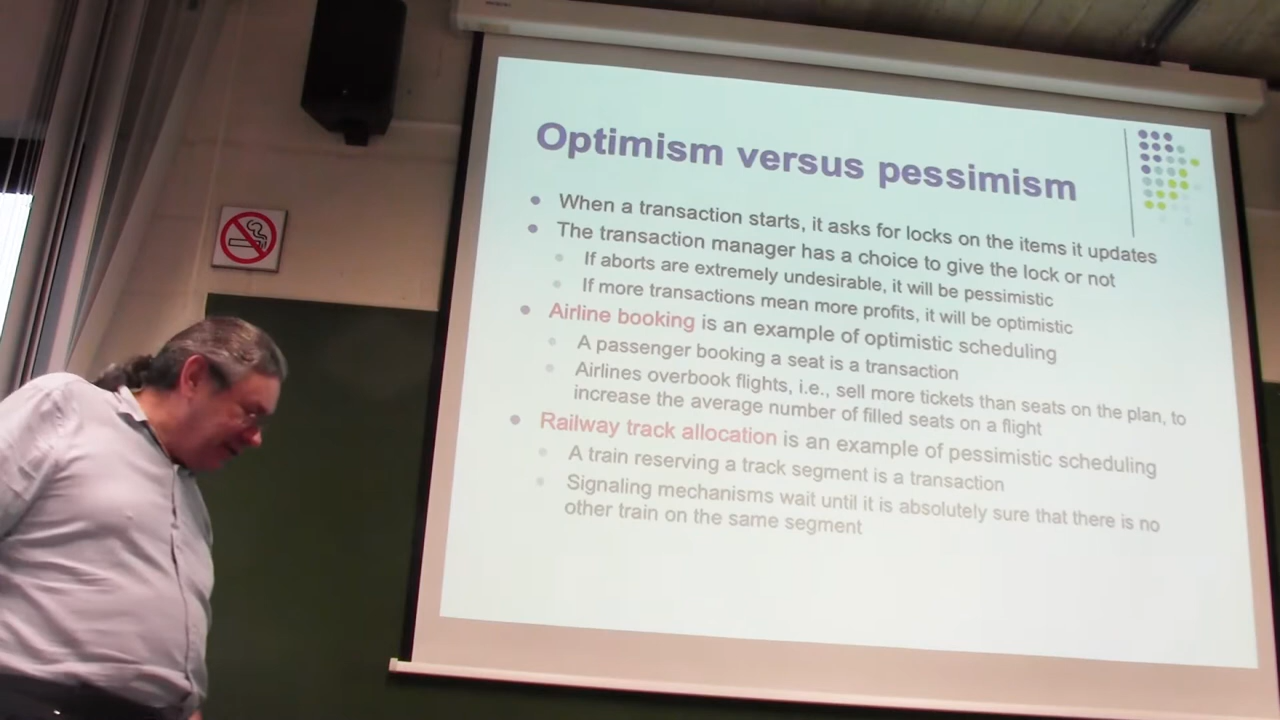 Optimism versus pessimism
When a transaction starts, it asks for locks on the items it updates
The transaction manager has a choice to give the lock or not
If aborts are extremely undesirable, it will be pessimistic
If more transactions mean more profits, it will be optimistic
Airline booking is an example of optimistic scheduling
A passenger booking a seat is a transaction
Airlines overbook flights, i.e., sell more tickets than seats on the plan, to
increase the average number of filled seats on a flight
Railway track allocation is an example of pessimistic scheduling
A train reserving a track segment is a transaction
Signaling mechanisms wait until it is absolutely sure that there is no
other train on the same segment